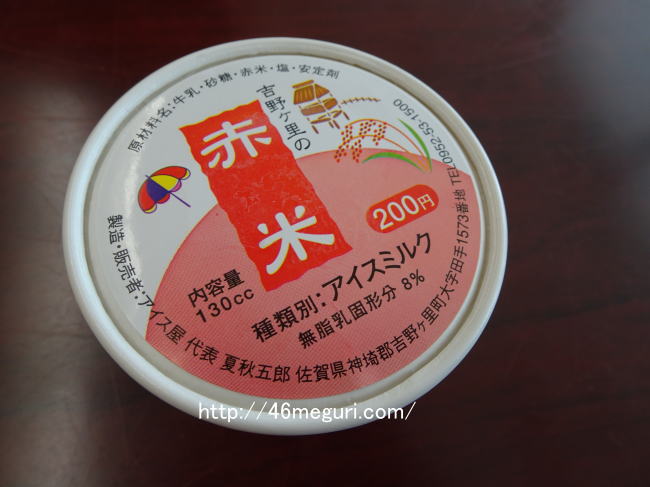 原材料名:牛乳・砂糖・赤米・塩・安定剤
吉野ヶ里の
赤米
200円
内容量
130cc
種類別:アイスミルク
無脂乳固形分 8%
製造・販売者:アイス屋 代表 夏秋五郎 佐賀県神埼郡吉野ヶ里町大字田手1573番地 TEL0952-53-1500
http://46meguri.com/